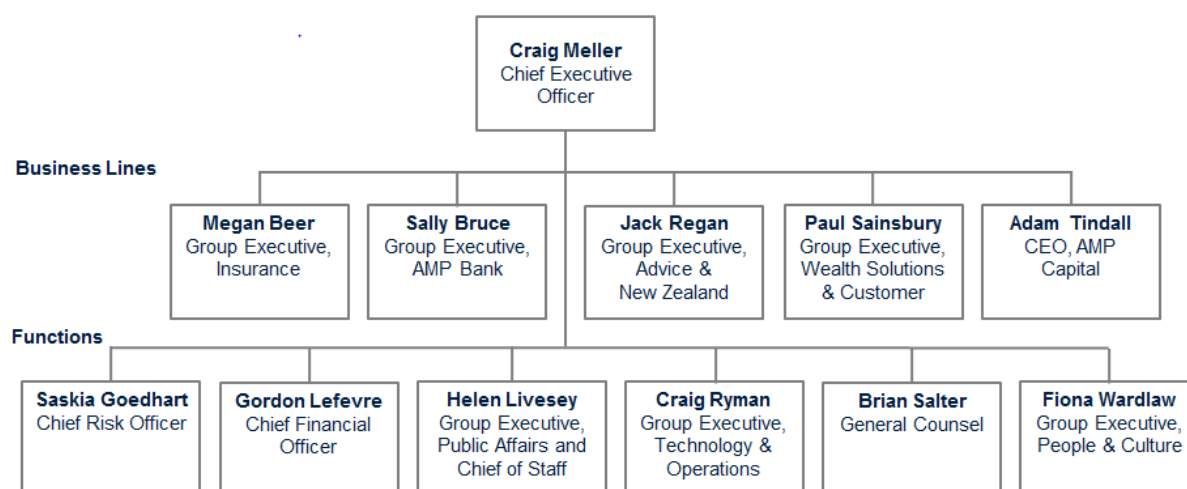 Craig Meller
Chief Executive
Officer
Business Lines
Megan Beer
Group Executive,
Insurance
Sally Bruce
Group Executive,
AMP Bank
Jack Regan
Group Executive,
Advice &
New Zealand
Paul Sainsbury
Group Executive,
Wealth Solutions
& Customer
Adam Tindall
CEO, AMP
Capital
Functions
Saskia Goedhart
Chief Risk Officer
Gordon Lefevre
Chief Financial
Officer
Helen Livesey
Group Executive,
Public Affairs and
Chief of Staff
Craig Ryman
Group Executive,
Technology &
Operations
Brian Salter
General Counsel
Fiona Wardlaw
Group Executive,
People & Culture